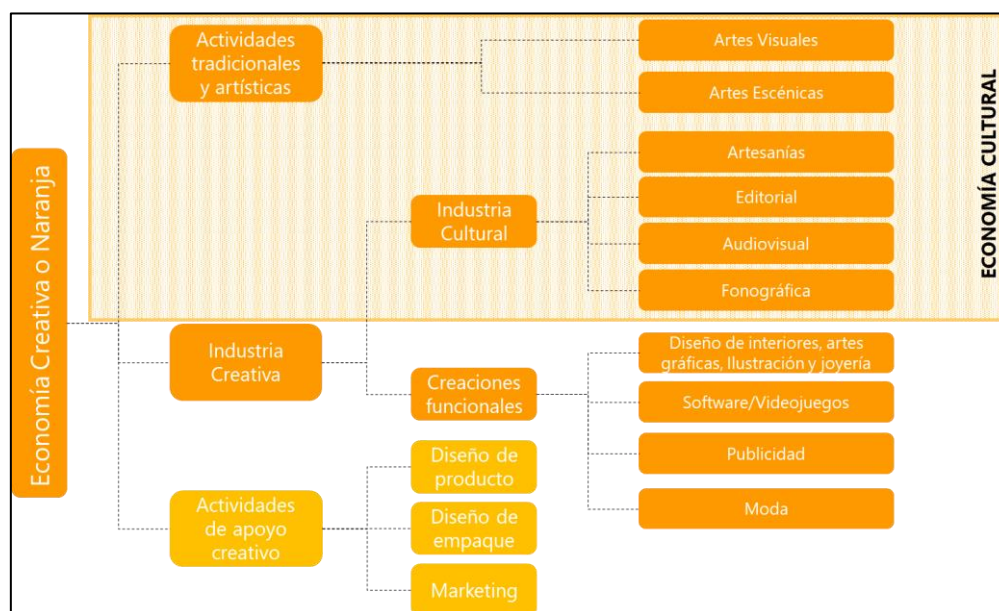 Economía Creativa o Naranja
Actividades
tradicionales
y artísticas
Artes Visuales
Artes Escénicas
Industria
Cultural
Artesanías
Editorial
Audiovisual
Fonográfica
ECONOMÍA CULTURAL
Industria
Creativa
Creaciones
funcionales
Diseño de interiores, artes
gráficas, Ilustración y joyería
Software/Videojuegos
Publicidad
Moda
Actividades
de apoyo
creativo
Diseño de
producto
Diseño de
empaque
Marketing